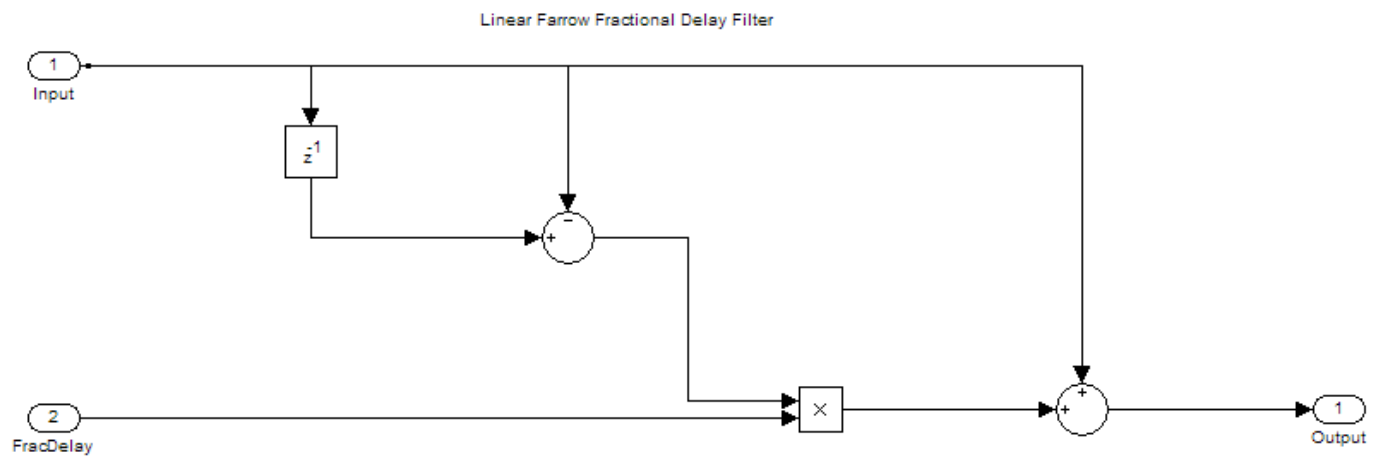 Linear Farrow Fractional Delay Filter
1
Input
z-1
-
+
2
FracDelay
×
+
+
1
Output